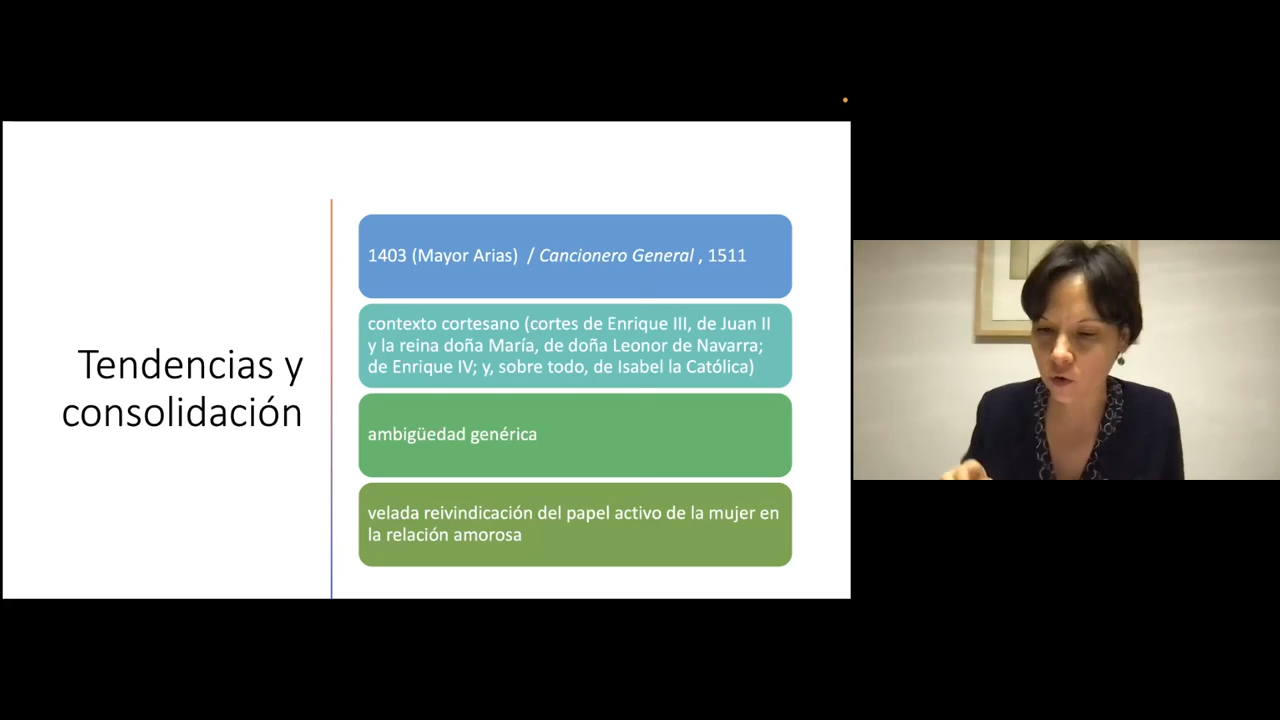 Tendencias y
consolidación
1403 (Mayor Arias) / Cancionero General , 1511
contexto cortesano (cortes de Enrique III, de Juan II
y la reina doña María, de doña Leonor de Navarra;
de Enrique IV; y, sobre todo, de Isabel la Católica)
ambigüedad genérica
velada reivindicación del papel activo de la mujer en
la relación amorosa